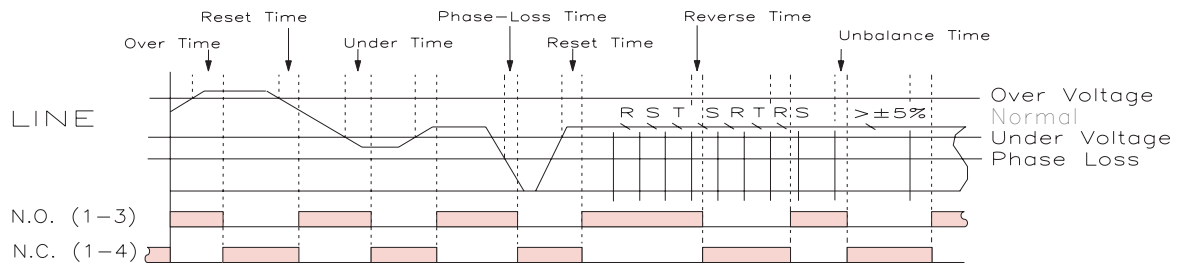 Reset Time
Phase-Loss Time
Reverse Time
Over Time
Under Time
Reset Time
Unbalance Time
LINE
R S T S R T R S
>±5%
Over Voltage
Normal
Under Voltage
Phase Loss
N.O. (1-3)
N.C. (1-4)